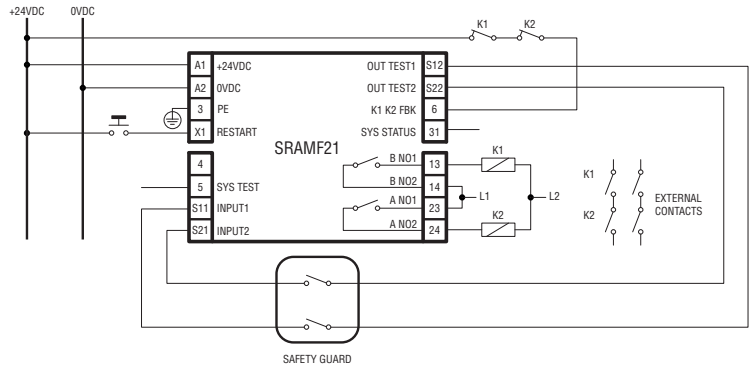 +24VDC 0VDC
K1 K2
A1 +24VDC OUT TEST1 S12
A2 0VDC OUT TEST2 S22
3 PE K1 K2 FBK 6
X1 RESTART SYS STATUS 31
SRAMF21
4 B NO1 13 K1
5 SYS TEST B NO2 14 L1 L2
S11 INPUT1 A NO1 23
S21 INPUT2 A NO2 24 K2
K1
K2
EXTERNAL
CONTACTS
SAFETY GUARD